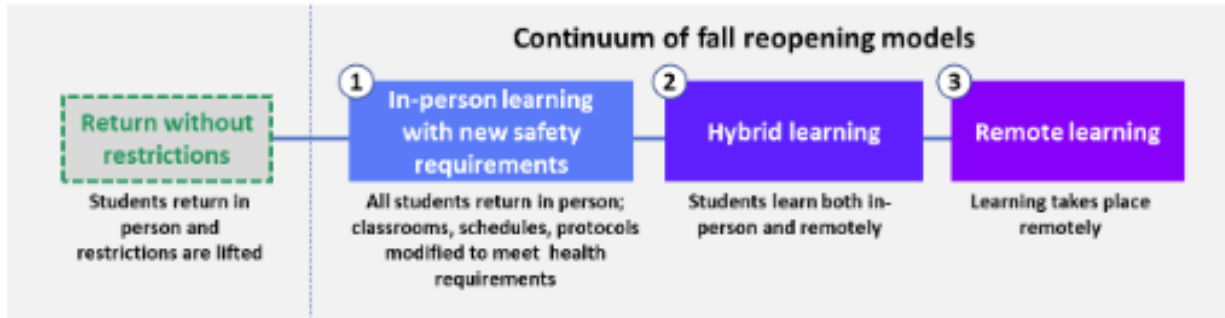 Continuum of fall reopening models
Return without
restrictions
Students return in
person and
restrictions are lifted
1
In-person learning
with new safety
requirements
All students return in person;
classrooms, schedules, protocols
modified to meet health
requirements
2
Hybrid learning
Students learn both in-
person and remotely
3
Remote learning
Learning takes place
remotely